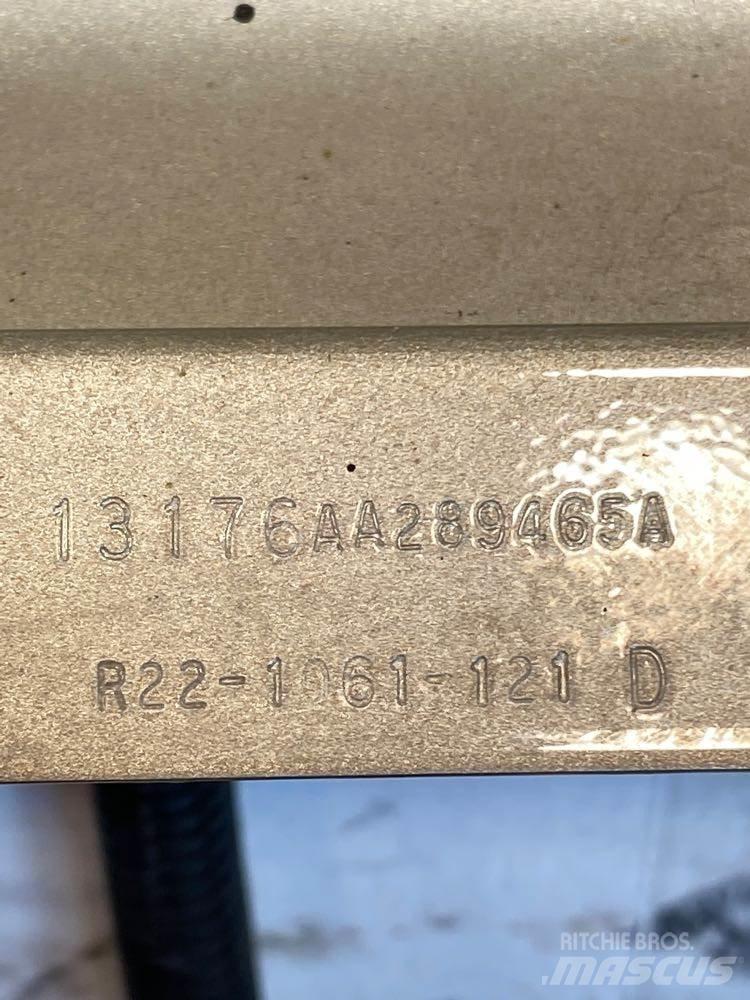 13176AA289465A
R22-1061-121 D
RITCHIE BROS.
MASCUS